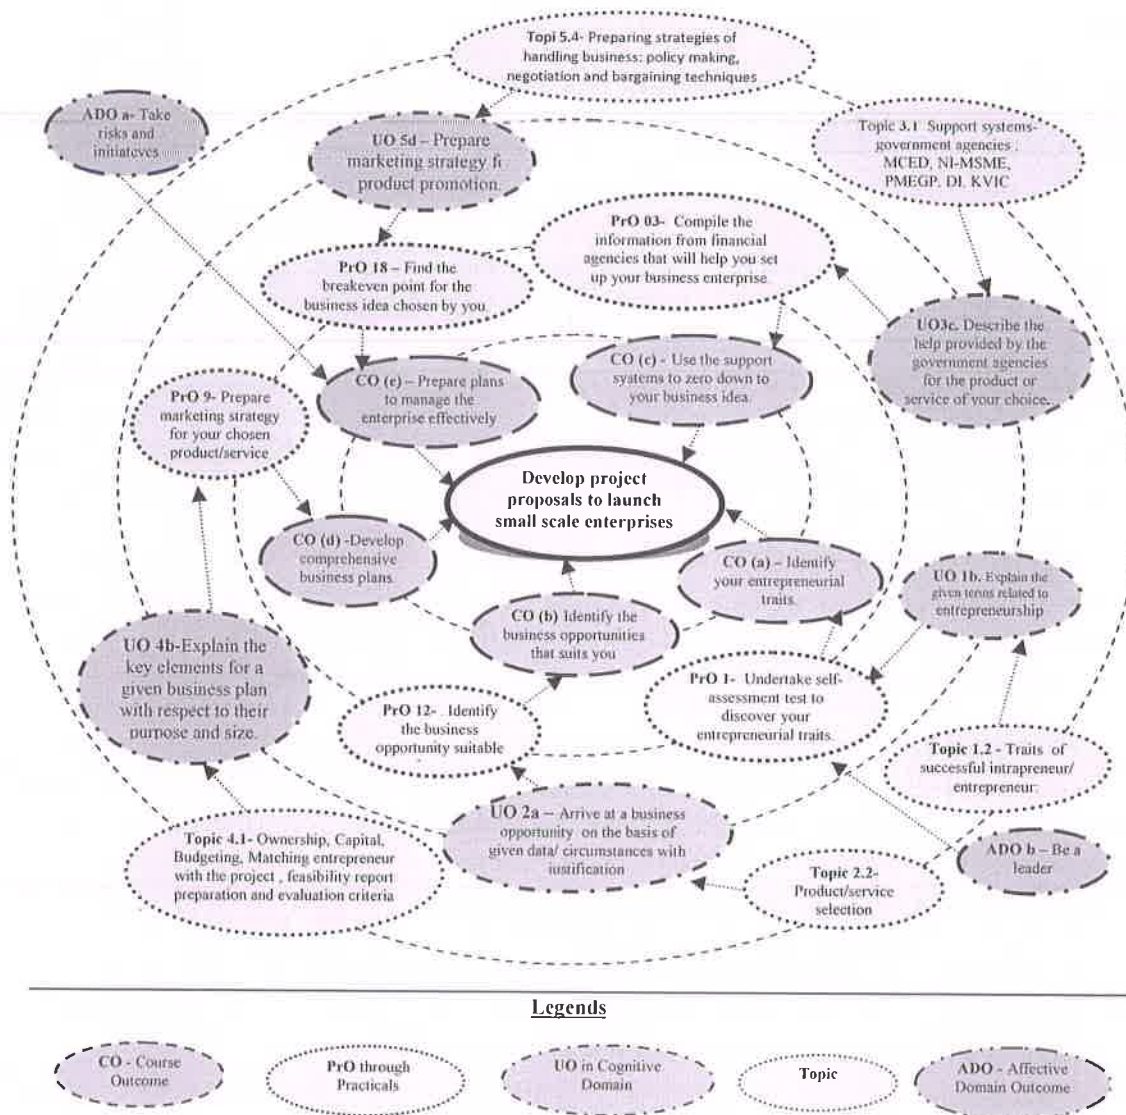 Topi 5.4- Preparing strategies of
handling business: policy making,
negotiation and bargaining techniques
ADO a- Take
risks and
initiateves
UO 5d – Prepare
marketing strategy f
product promotion.
Topic 3.1 Support systems-
government agencies :
MCED, NI-MSME,
PMEGP, DI, KVIC
PrO 03- Compile the
information from financial
agencies that will help you set
up your business enterprise.
PrO 18 – Find the
breakeven point for the
business idea chosen by you.
UO3c. Describe the
help provided by the
government agencies
for the product or
service of your choice.
CO (c) - Use the support
systems to zero down to
your business idea.
CO (e) – Prepare plans
to manage the
enterprise effectively
PrO 9- Prepare
marketing strategy
for your chosen
product/service
Develop project
proposals to launch
small scale enterprises
CO (d) -Develop
comprehensive
business plans.
CO (a) – Identify
your entrepreneurial
traits.
UO 1b. Explain the
given terms related to
entrepreneurship
CO (b) Identify the
business opportunities
that suits you
UO 4b-Explain the
key elements for a
given business plan
with respect to their
purpose and size.
PrO 1- Undertake self-
assessment test to
discover your
entrepreneurial traits.
PrO 12- . Identify
the business
opportunity suitable
Topic 1.2 - Traits of
successful intrapreneur/
entrepreneur.
UO 2a – Arrive at a business
opportunity on the basis of
given data/ circumstances with
justification
Topic 4.1- Ownership, Capital,
Budgeting, Matching entrepreneur
with the project , feasibility report
preparation and evaluation criteria
ADO b – Be a
leader
Topic 2.2-
Product/service
selection
Legends
CO - Course
Outcome
PrO through
Practicals
UO in Cognitive
Domain
Topic
ADO - Affective
Domain Outcome